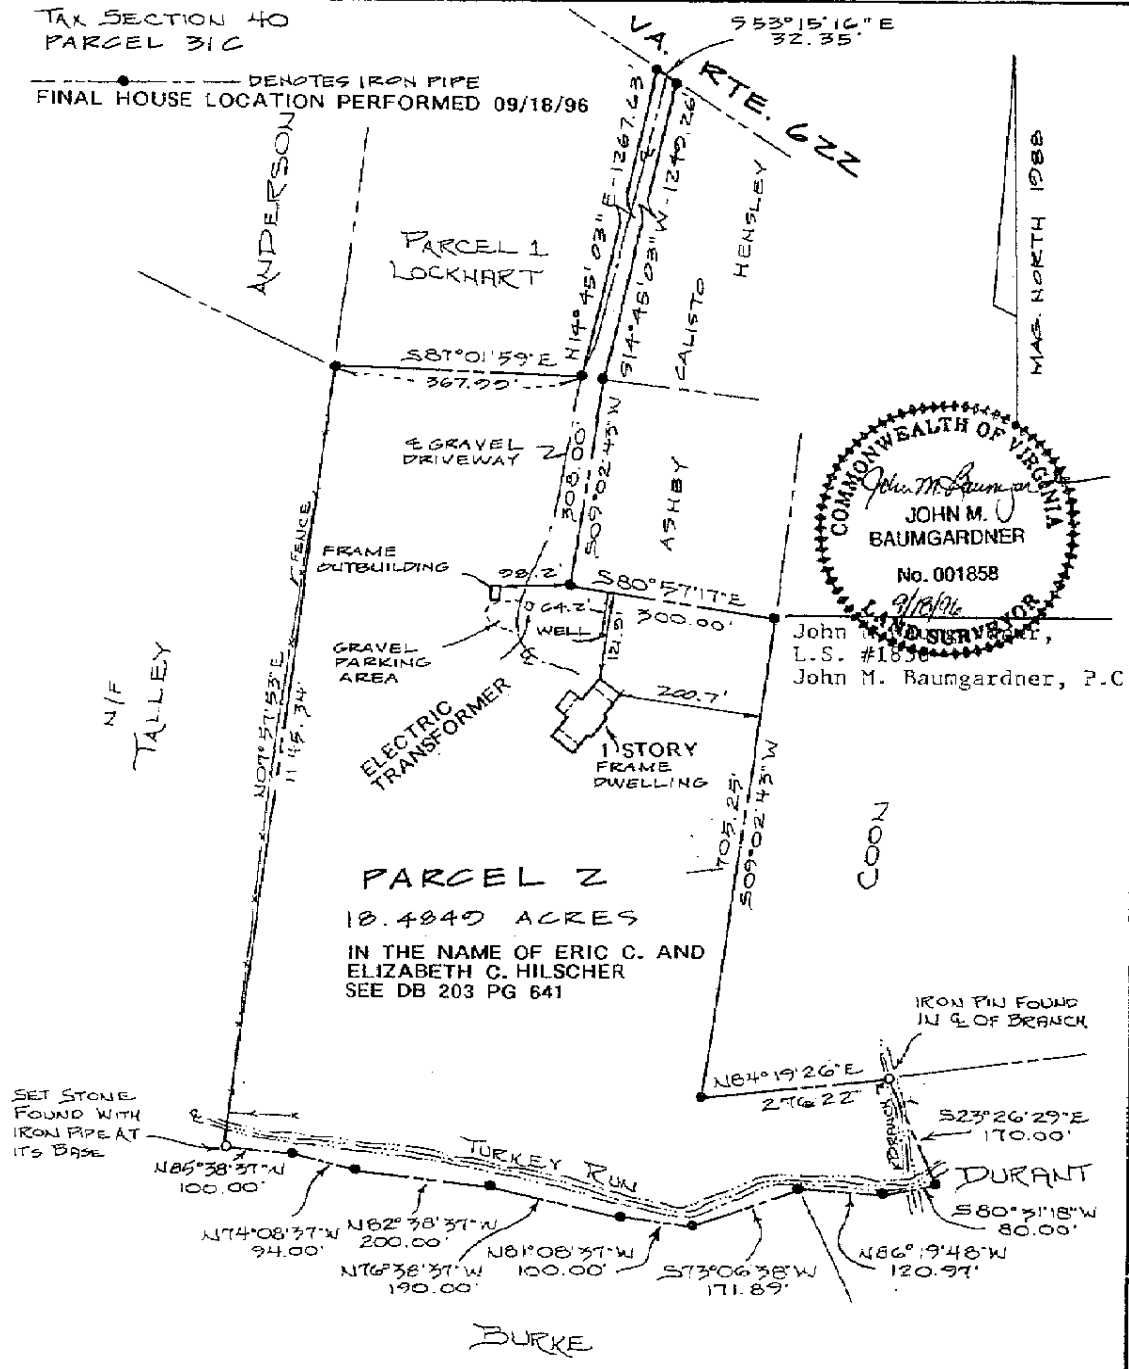 TAX SECTION 40
PARCEL 31C
DENOTES IRON PIPE
FINAL HOUSE LOCATION PERFORMED 09/18/96
VA. RTE. 622
S53°15'16"E
32.35'
MAG. NORTH 1988
ANDERSON
PARCEL 1
LOCKHART
N14°45'03"E - 1267.63'
S14°45'03"W - 1249.26'
HENSLEY
CALISTO
S87°01'59"E
367.99'
℄ GRAVEL
DRIVEWAY
308.00'
S09°02'43"W
ASHBY
COMMONWEALTH OF VIRGINIA
John M. Baumgardner
JOHN M.
BAUMGARDNER
No. 001858
9/18/96
LAND SURVEYOR
John
L.S.
John M. Baumgardner, P.C
FENCE
FRAME
OUTBUILDING
98.2'
S80°57'17"E
300.00'
64.2'
WELL
121.9'
GRAVEL
PARKING
AREA
℄
ELECTRIC
TRANSFORMER
200.7'
1 STORY
FRAME
DWELLING
N/F
TALLEY
N07°57'53"E
1145.34'
705.25'
S09°02'43"W
COON
PARCEL 2
18.4849 ACRES
IN THE NAME OF ERIC C. AND
ELIZABETH C. HILSCHER
SEE DB 203 PG 641
IRON PIN FOUND
IN ℄ OF BRANCH
N84°19'26"E
276.22'
BRANCH
S23°26'29"E
170.00'
SET STONE
FOUND WITH
IRON PIPE AT
ITS BASE
℄
TURKEY RUN
DURANT
N85°38'37"W
100.00'
N74°08'37"W
94.00'
N82°38'37"W
200.00'
N76°38'37"W
190.00'
N81°08'37"W
100.00'
S73°06'38"W
171.89'
N86°19'48"W
120.97'
S80°31'18"W
80.00'
BURKE